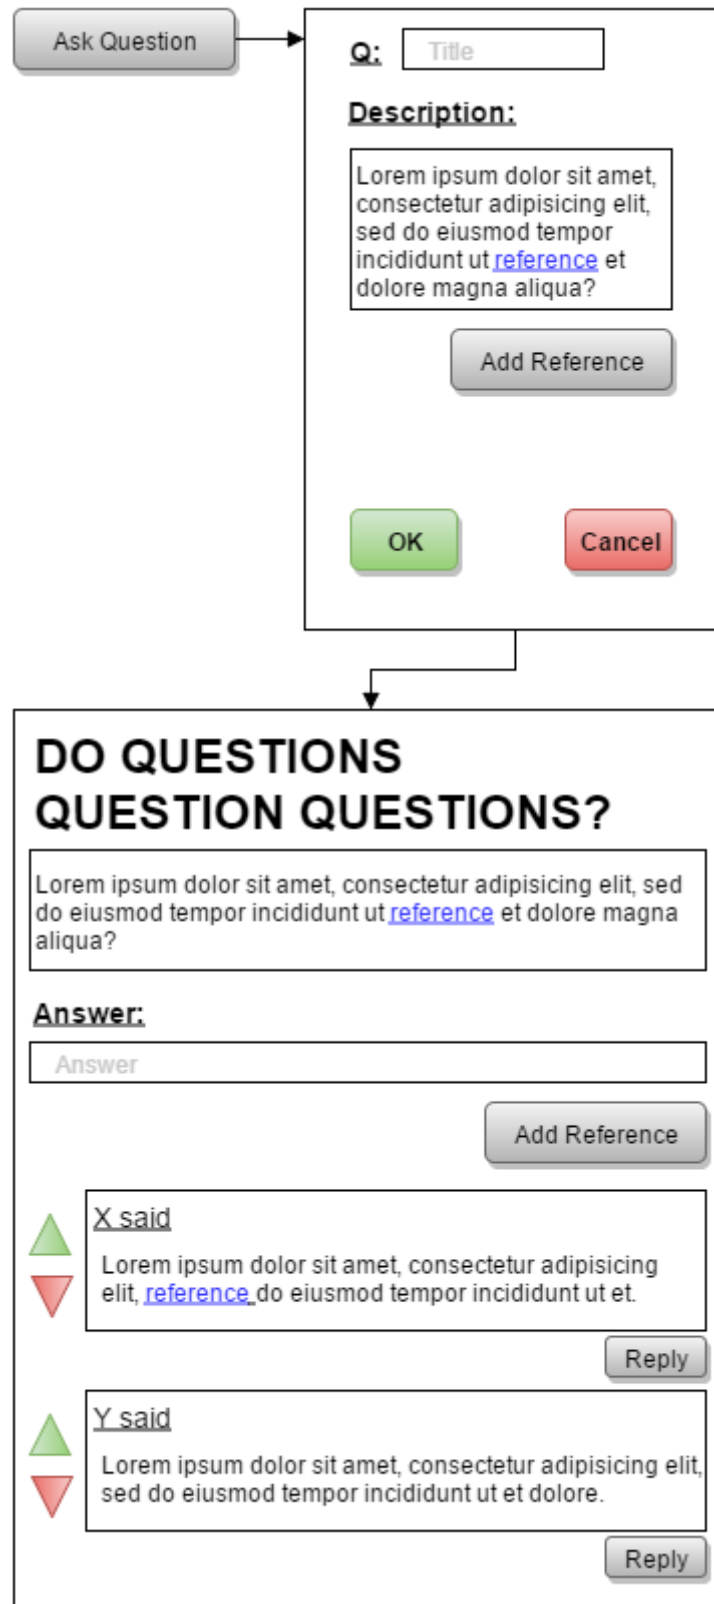 Ask Question
Q:
Title
Description:
Lorem ipsum dolor sit amet,
consectetur adipisicing elit,
sed do eiusmod tempor
incididunt ut reference et
dolore magna aliqua?
Add Reference
OK
Cancel
DO QUESTIONS
QUESTION QUESTIONS?
Lorem ipsum dolor sit amet, consectetur adipisicing elit, sed
do eiusmod tempor incididunt ut reference et dolore magna
aliqua?
Answer:
Answer
Add Reference
X said
Lorem ipsum dolor sit amet, consectetur adipisicing
elit, reference do eiusmod tempor incididunt ut et.
Reply
Y said
Lorem ipsum dolor sit amet, consectetur adipisicing elit,
sed do eiusmod tempor incididunt ut et dolore.
Reply